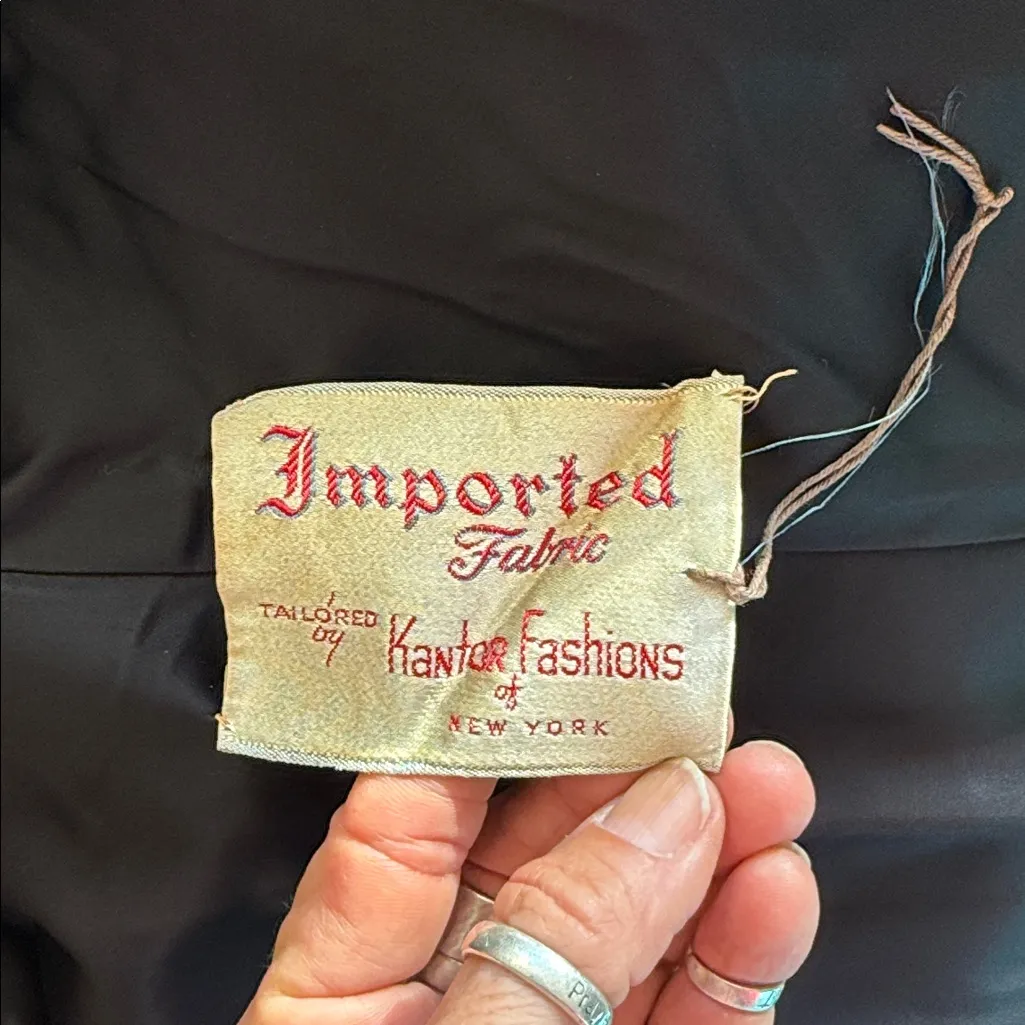 Imported
Fabric
TAILORED
by
Kantor Fashions
of
NEW YORK